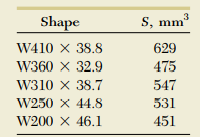 Shape S, mm³
W410 × 38.8 629
W360 × 32.9 475
W310 × 38.7 547
W250 × 44.8 531
W200 × 46.1 451